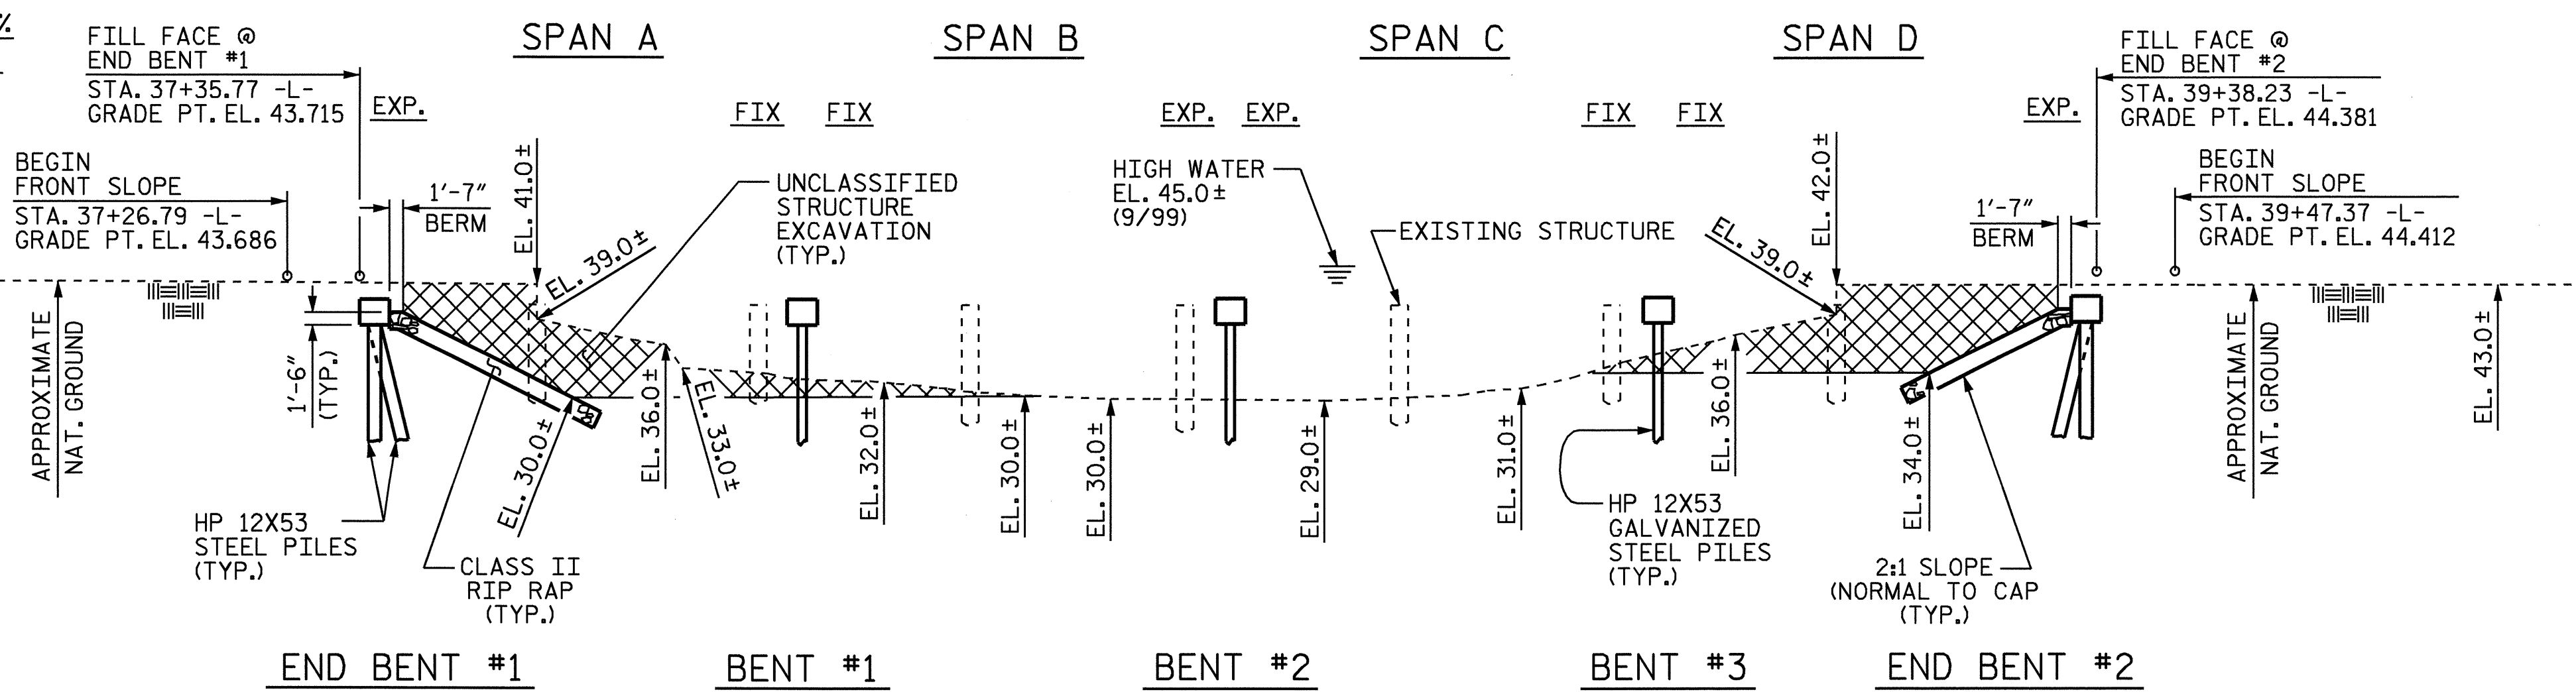 %
SPAN A
SPAN B
SPAN C
SPAN D
FILL FACE @
END BENT #1
STA. 37+35.77 -L-
GRADE PT. EL. 43.715
EXP.
FIX
FIX
EXP.
EXP.
FIX
FIX
EXP.
FILL FACE @
END BENT #2
STA. 39+38.23 -L-
GRADE PT. EL. 44.381
BEGIN
FRONT SLOPE
STA. 37+26.79 -L-
GRADE PT. EL. 43.686
1'-7"
BERM
EL. 41.0±
EL. 39.0±
UNCLASSIFIED
STRUCTURE
EXCAVATION
(TYP.)
HIGH WATER
EL. 45.0±
(9/99)
EXISTING STRUCTURE
EL. 39.0±
EL. 42.0±
1'-7"
BERM
BEGIN
FRONT SLOPE
STA. 39+47.37 -L-
GRADE PT. EL. 44.412
APPROXIMATE
NAT. GROUND
1'-6"
(TYP.)
EL. 30.0±
EL. 36.0±
EL. 33.0±
EL. 32.0±
EL. 30.0±
EL. 30.0±
EL. 29.0±
EL. 31.0±
EL. 36.0±
EL. 34.0±
APPROXIMATE
NAT. GROUND
EL. 43.0±
HP 12X53
STEEL PILES
(TYP.)
CLASS II
RIP RAP
(TYP.)
HP 12X53
GALVANIZED
STEEL PILES
(TYP.)
2:1 SLOPE
(NORMAL TO CAP
(TYP.)
END BENT #1
BENT #1
BENT #2
BENT #3
END BENT #2